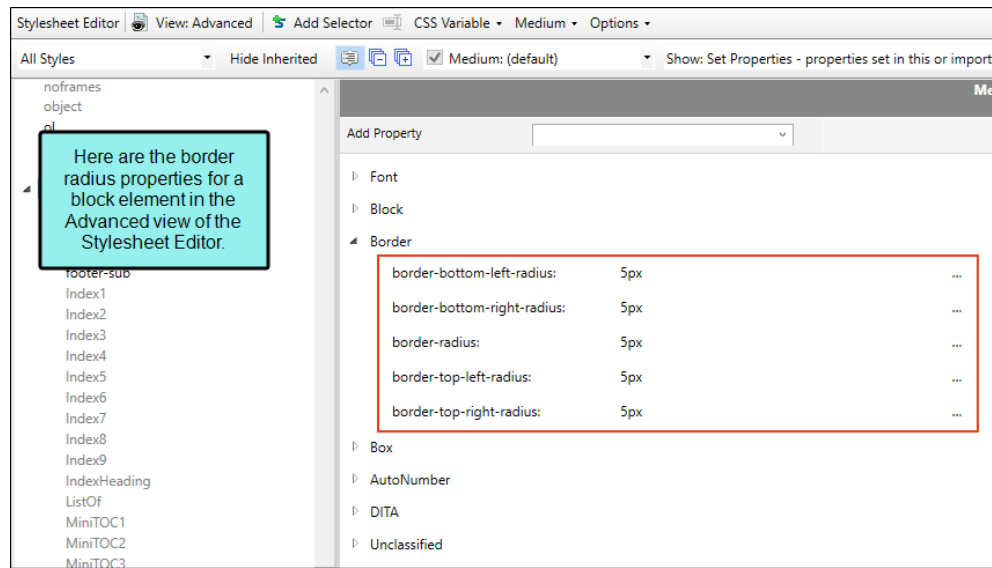 Stylesheet Editor View: Advanced Add Selector CSS Variable Medium Options
All Styles Hide Inherited Medium: (default) Show: Set Properties - properties set in this or import
noframes
object
ol
Here are the border
radius properties for a
block element in the
Advanced view of the
Stylesheet Editor.
footer-sub
Index1
Index2
Index3
Index4
Index5
Index6
Index7
Index8
Index9
IndexHeading
ListOf
MiniTOC1
MiniTOC2
MiniTOC3
Me
Add Property
Font
Block
Border
border-bottom-left-radius: 5px ...
border-bottom-right-radius: 5px ...
border-radius: 5px ...
border-top-left-radius: 5px ...
border-top-right-radius: 5px ...
Box
AutoNumber
DITA
Unclassified